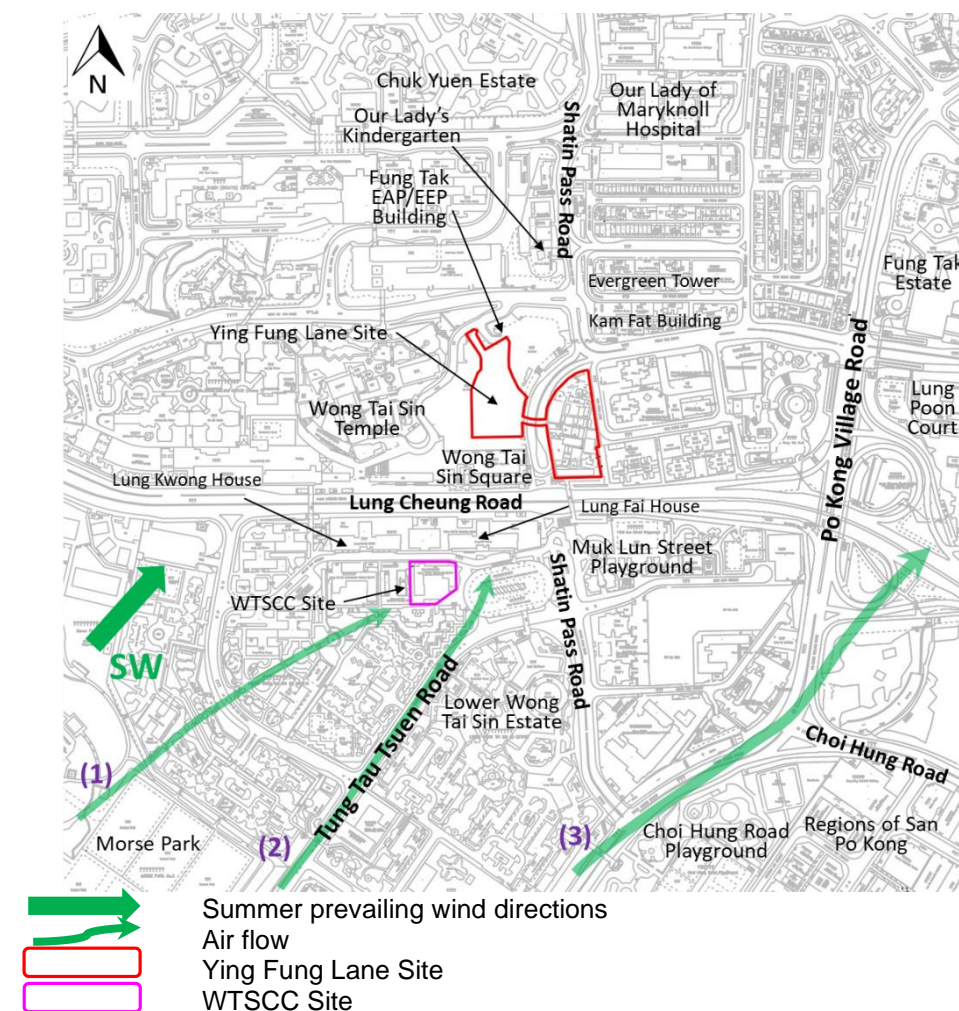 N
Chuk Yuen Estate
Our Lady's
Kindergarten
Fung Tak
EAP/EEP
Building
Shatin Pass Road
Our Lady of
Maryknoll
Hospital
Fung Tak
Estate
Evergreen Tower
Kam Fat Building
Ying Fung Lane Site
Wong Tai Sin
Temple
Lung
Poon
Court
Po Kong Village Road
Wong Tai
Sin Square
Lung Kwong House
Lung Cheung Road
Lung Fai House
Muk Lun Street
Playground
WTSCC Site
Shatin Pass Road
SW
Tung Tau Tsuen Road
Lower Wong
Tai Sin Estate
Choi Hung Road
(1)
(2)
(3)
Morse Park
Choi Hung Road
Playground
Regions of San
Po Kong
Summer prevailing wind directions
Air flow
Ying Fung Lane Site
WTSCC Site